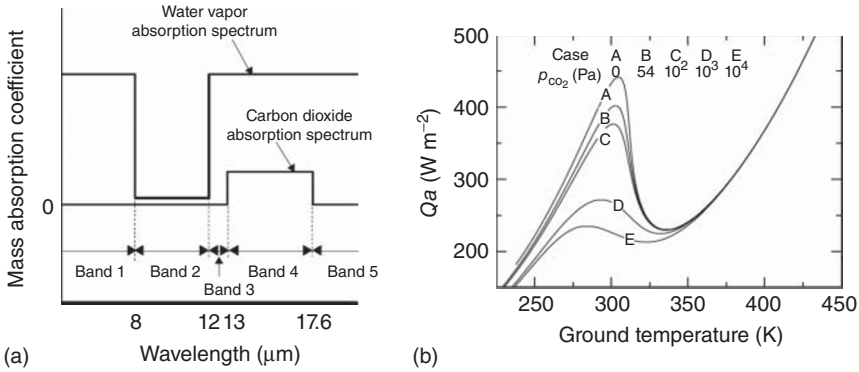 Water vapor
absorption spectrum
Carbon dioxide
absorption spectrum
Mass absorption coefficient
0
Band 1
Band 2
Band 3
Band 4
Band 5
8
12 13
17.6
Wavelength (μm)
(a)
Case A B C D E
p_CO₂ (Pa) 0 54 10² 10³ 10⁴
500
400
300
200
Qa (W m⁻²)
A
B
C
D
E
250 300 350 400 450
Ground temperature (K)
(b)